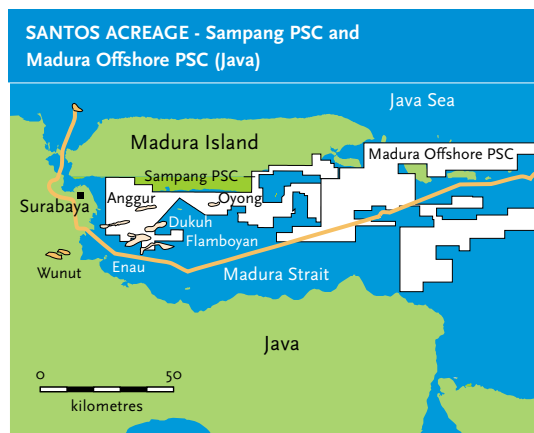 SANTOS ACREAGE - Sampang PSC and
Madura Offshore PSC (Java)
Java Sea
Madura Island
Madura Offshore PSC
Sampang PSC
Surabaya
Anggur
Oyong
Dukuh
Flamboyan
Wunut
Enau
Madura Strait
Java
0 50
kilometres